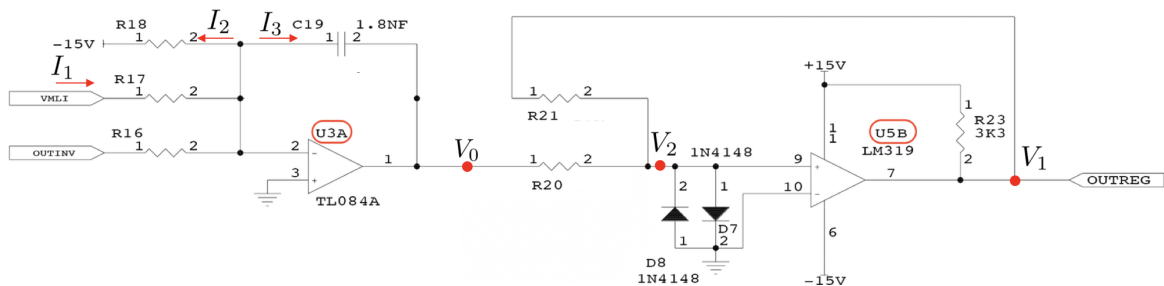 R18
I₂
I₃
C19
1.8NF
-15V
1
2
1
2
I₁
R17
VMLI
1
2
R16
OUTINV
1
2
U3A
2
3
1
TL084A
V₀
R21
1
2
R20
1
2
V₂
1N4148
2
1
1
2
D7
D8
1N4148
+15V
1
1
U5B
LM319
9
10
7
6
-15V
1
R23
3K3
2
V₁
OUTREG